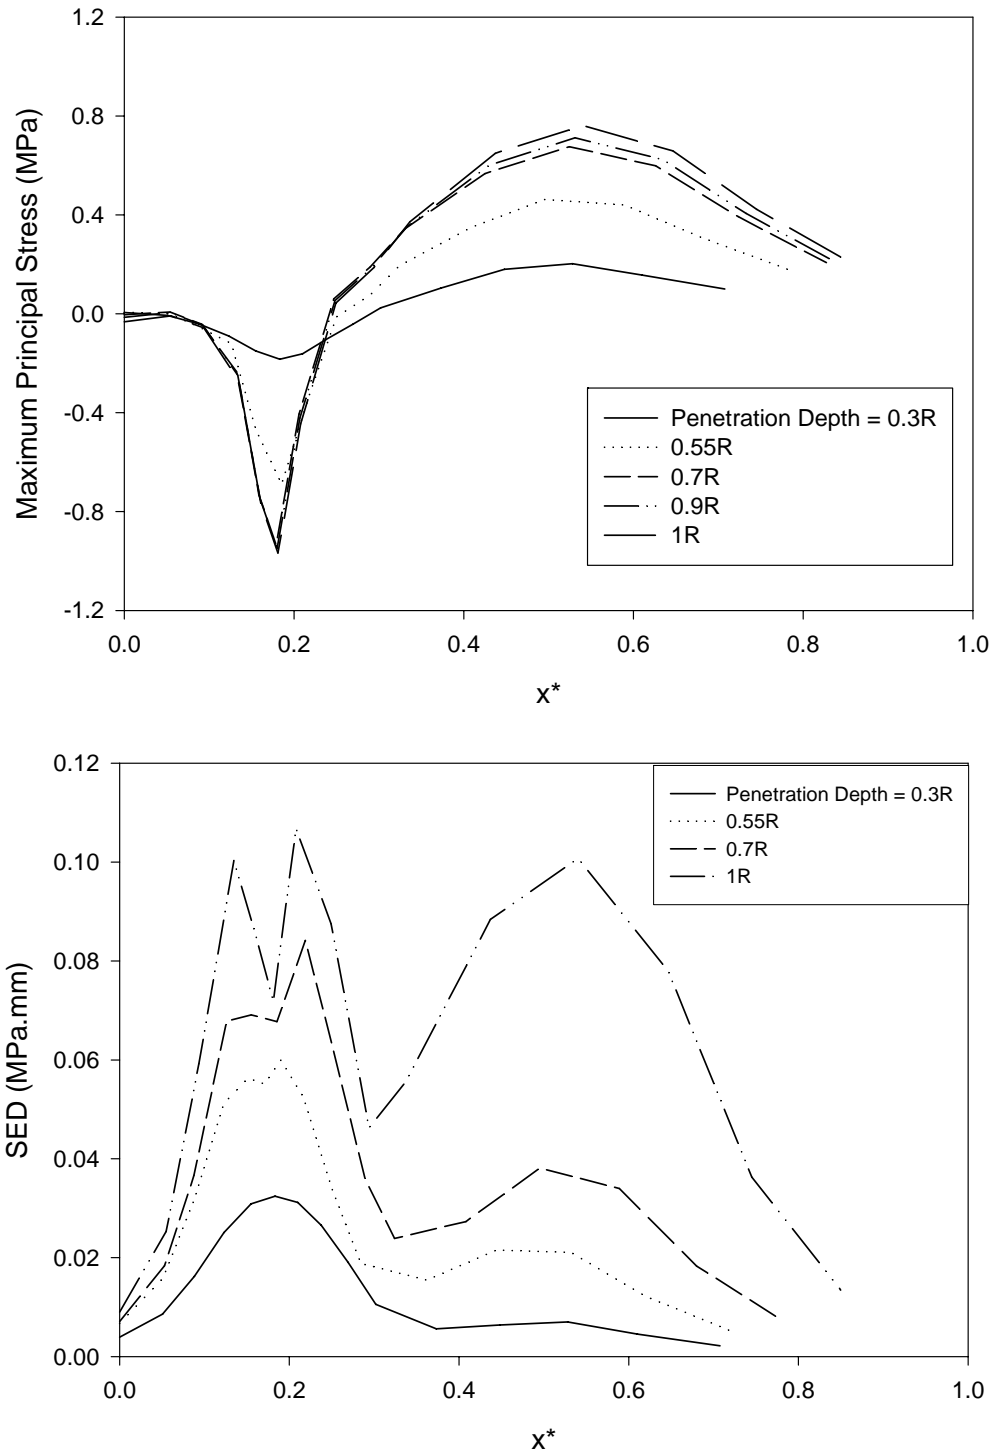 1.2
0.8
0.4
0.0
-0.4
-0.8
-1.2
Maximum Principal Stress (MPa)
Penetration Depth = 0.3R
0.55R
0.7R
0.9R
1R
0.0 0.2 0.4 0.6 0.8 1.0
x*
0.12
0.10
0.08
0.06
0.04
0.02
0.00
SED (MPa.mm)
Penetration Depth = 0.3R
0.55R
0.7R
1R
0.0 0.2 0.4 0.6 0.8 1.0
x*